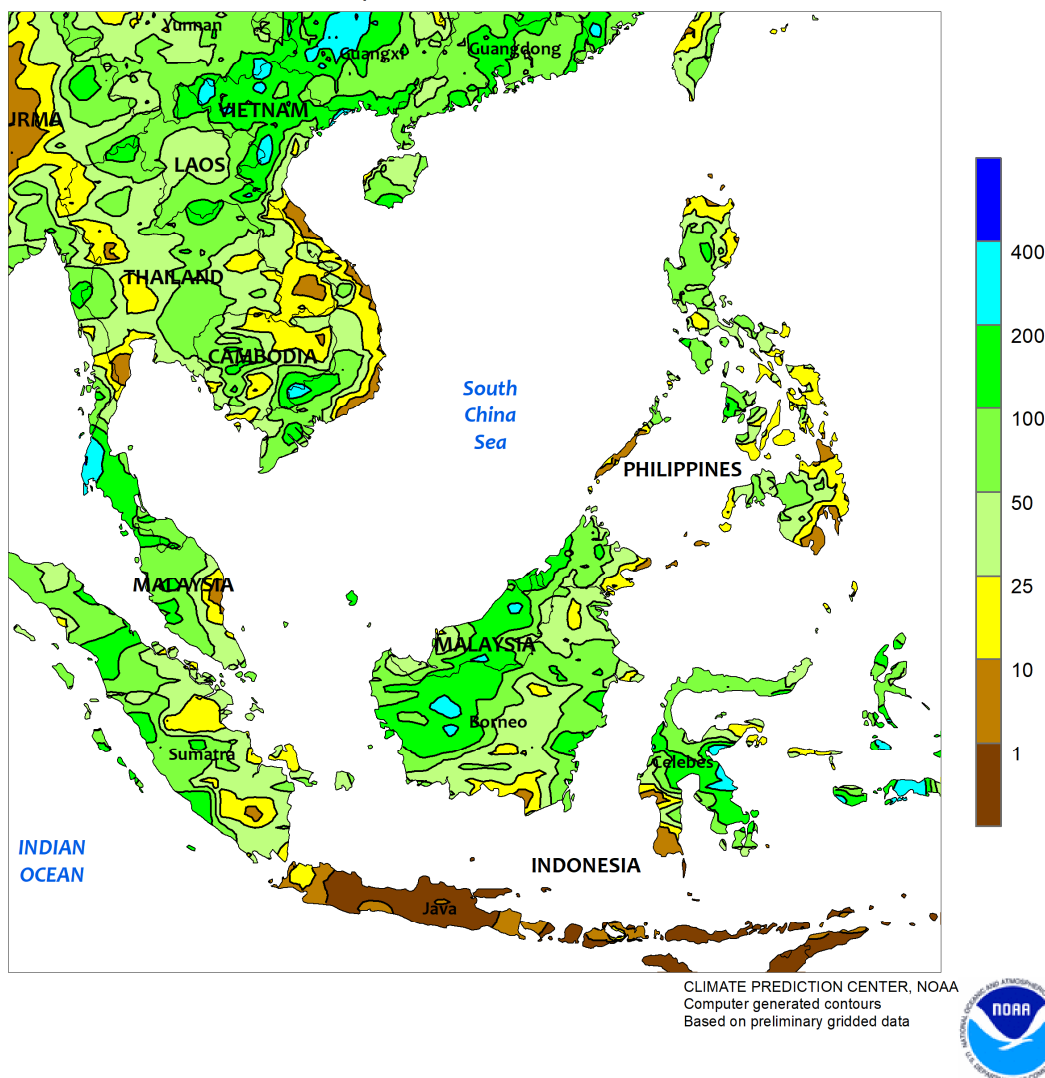 Yunnan
Guangxi
Guangdong
URMA
VIETNAM
LAOS
THAILAND
CAMBODIA
South
China
Sea
PHILIPPINES
MALAYSIA
MALAYSIA
Borneo
Sumatra
Celebes
INDIAN
OCEAN
INDONESIA
Java
400
200
100
50
25
10
1
CLIMATE PREDICTION CENTER, NOAA
Computer generated contours
Based on preliminary gridded data
NOAA